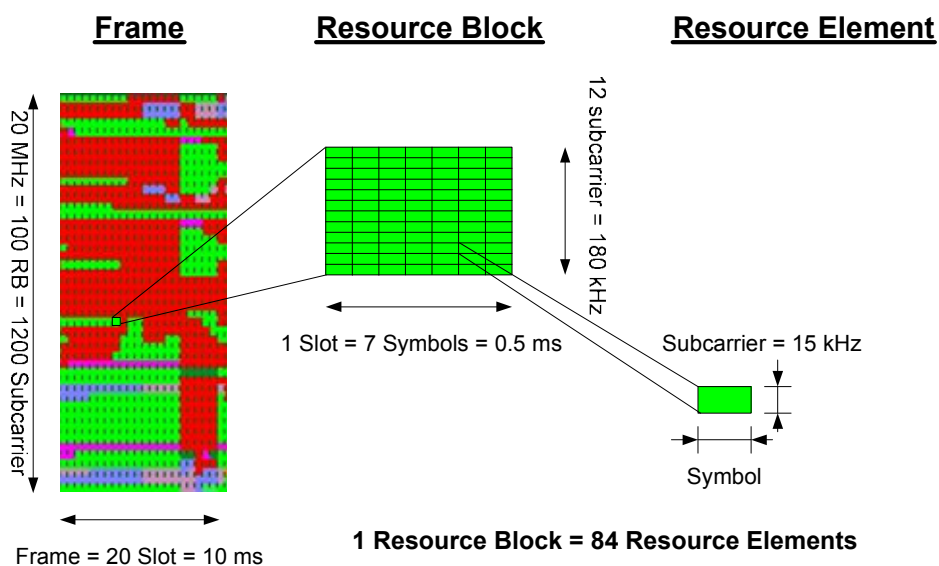 Frame
Resource Block
Resource Element
20 MHz = 100 RB = 1200 Subcarrier
12 subcarrier = 180 kHz
1 Slot = 7 Symbols = 0.5 ms
Subcarrier = 15 kHz
Symbol
Frame = 20 Slot = 10 ms
1 Resource Block = 84 Resource Elements